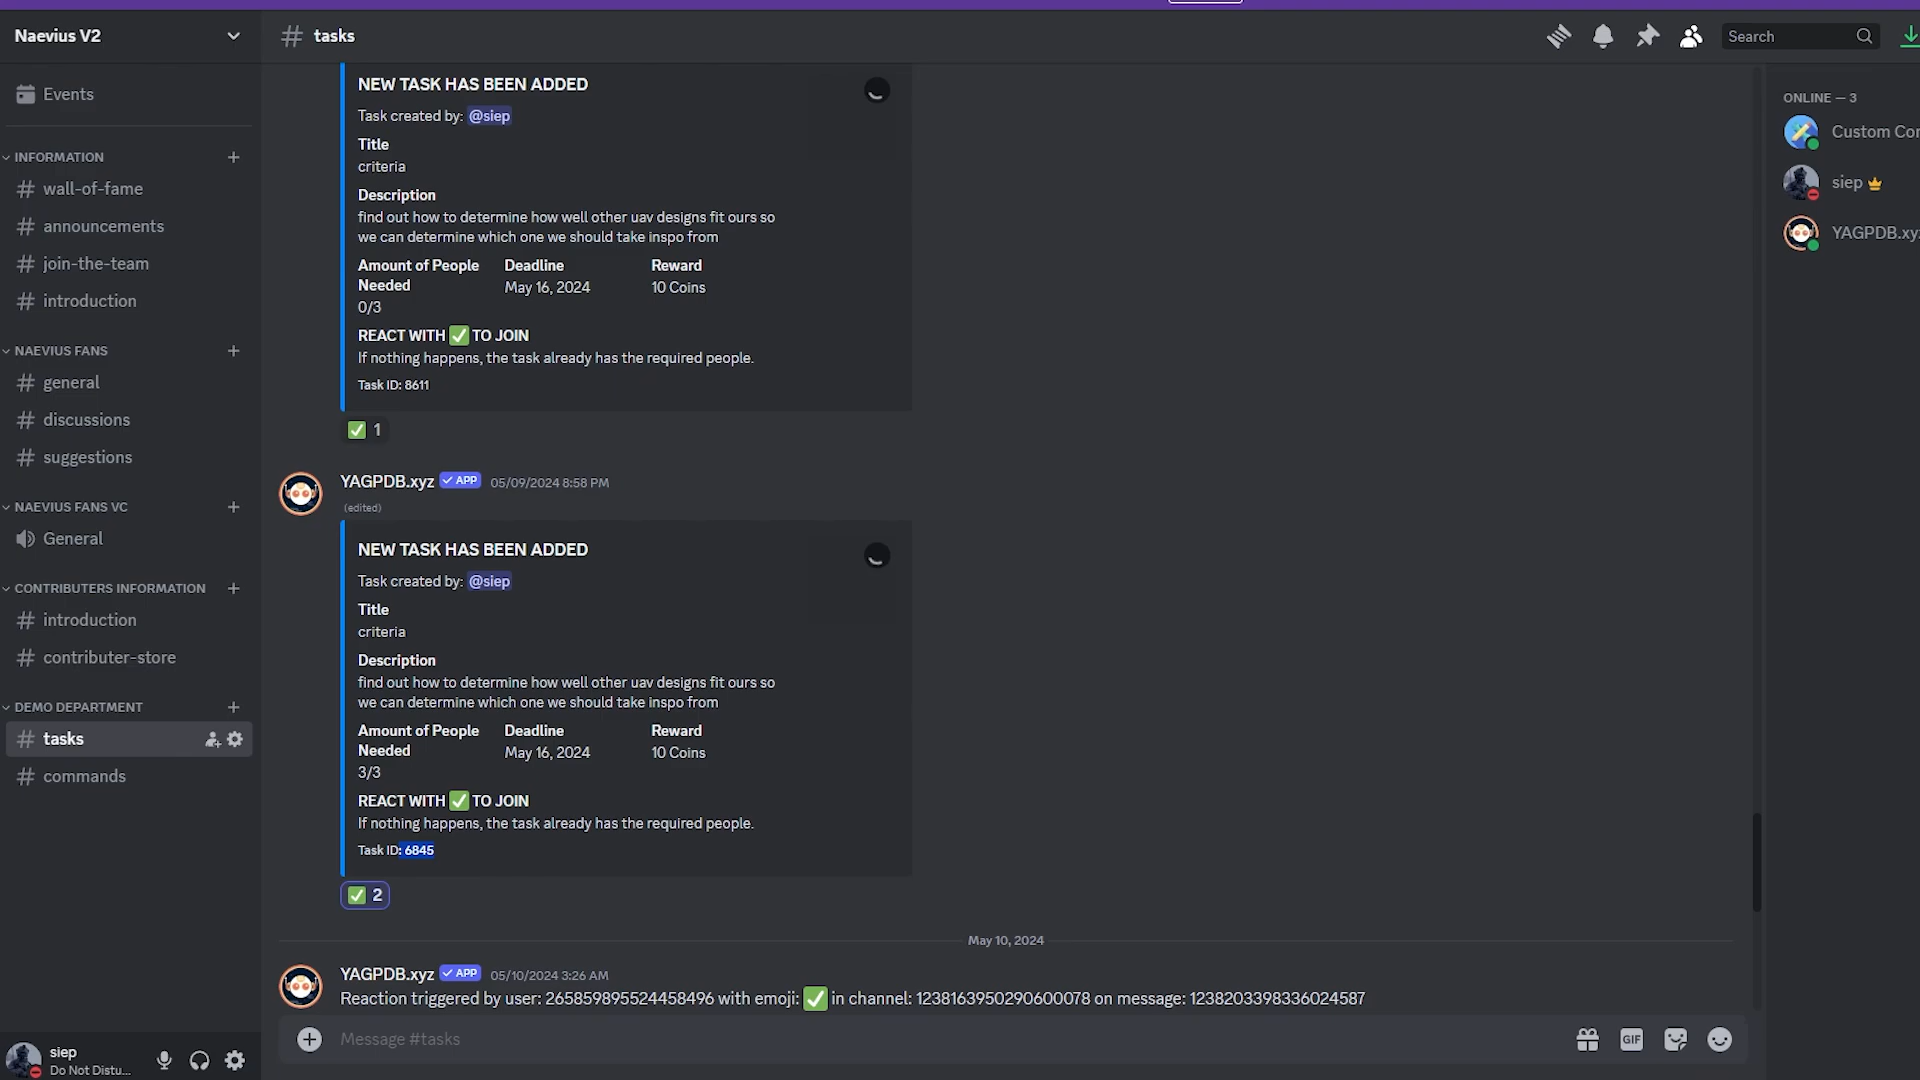 Naevius V2
Events
INFORMATION
wall-of-fame
announcements
join-the-team
introduction
NAEVIUS FANS
general
discussions
suggestions
NAEVIUS FANS VC
General
CONTRIBUTERS INFORMATION
introduction
contributer-store
DEMO DEPARTMENT
tasks
commands
siep
Do Not Distu...
tasks
NEW TASK HAS BEEN ADDED
Task created by: @siep
Title
criteria
Description
find out how to determine how well other uav designs fit ours so
we can determine which one we should take inspo from
Amount of People Deadline Reward
Needed May 16, 2024 10 Coins
0/3
REACT WITH ✅ TO JOIN
If nothing happens, the task already has the required people.
Task ID: 8611
✅ 1
YAGPDB.xyz ✓ APP 05/09/2024 8:58 PM
(edited)
NEW TASK HAS BEEN ADDED
Task created by: @siep
Title
criteria
Description
find out how to determine how well other uav designs fit ours so
we can determine which one we should take inspo from
Amount of People Deadline Reward
Needed May 16, 2024 10 Coins
3/3
REACT WITH ✅ TO JOIN
If nothing happens, the task already has the required people.
Task ID: 6845
✅ 2
May 10, 2024
YAGPDB.xyz ✓ APP 05/10/2024 3:26 AM
Reaction triggered by user: 265859895524458496 with emoji: ✅ in channel: 1238163950290600078 on message: 1238203398336024587
Message #tasks
GIF
Search
ONLINE — 3
Custom Cor
siep
YAGPDB.xy